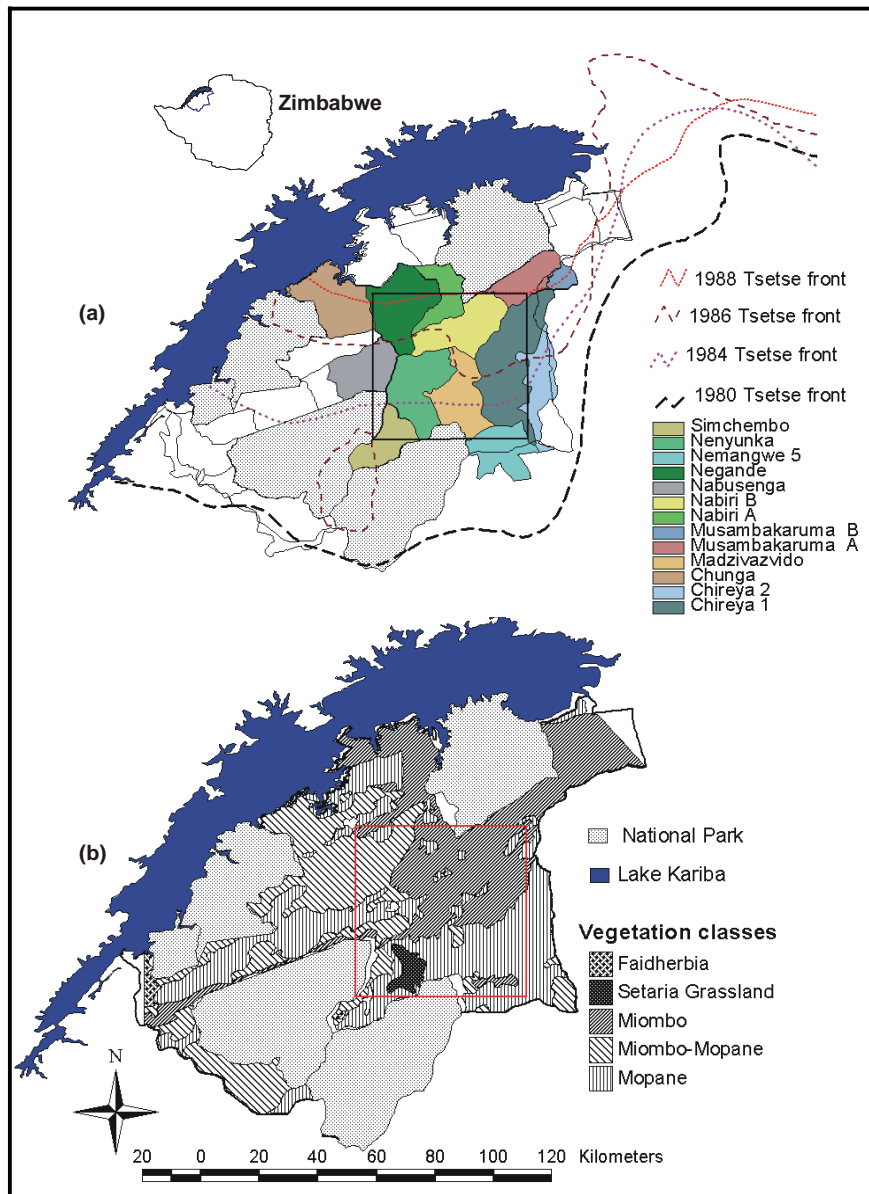 Zimbabwe
(a)
1988 Tsetse front
1986 Tsetse front
1984 Tsetse front
1980 Tsetse front
Simchembo
Nenyunka
Nemangwe 5
Negande
Nabusenga
Nabiri B
Nabiri A
Musambakaruma B
Musambakaruma A
Madzivazvido
Chunga
Chireya 2
Chireya 1
(b)
National Park
Lake Kariba
Vegetation classes
Faidherbia
Setaria Grassland
Miombo
Miombo-Mopane
Mopane
N
20 0 20 40 60 80 100 120 Kilometers